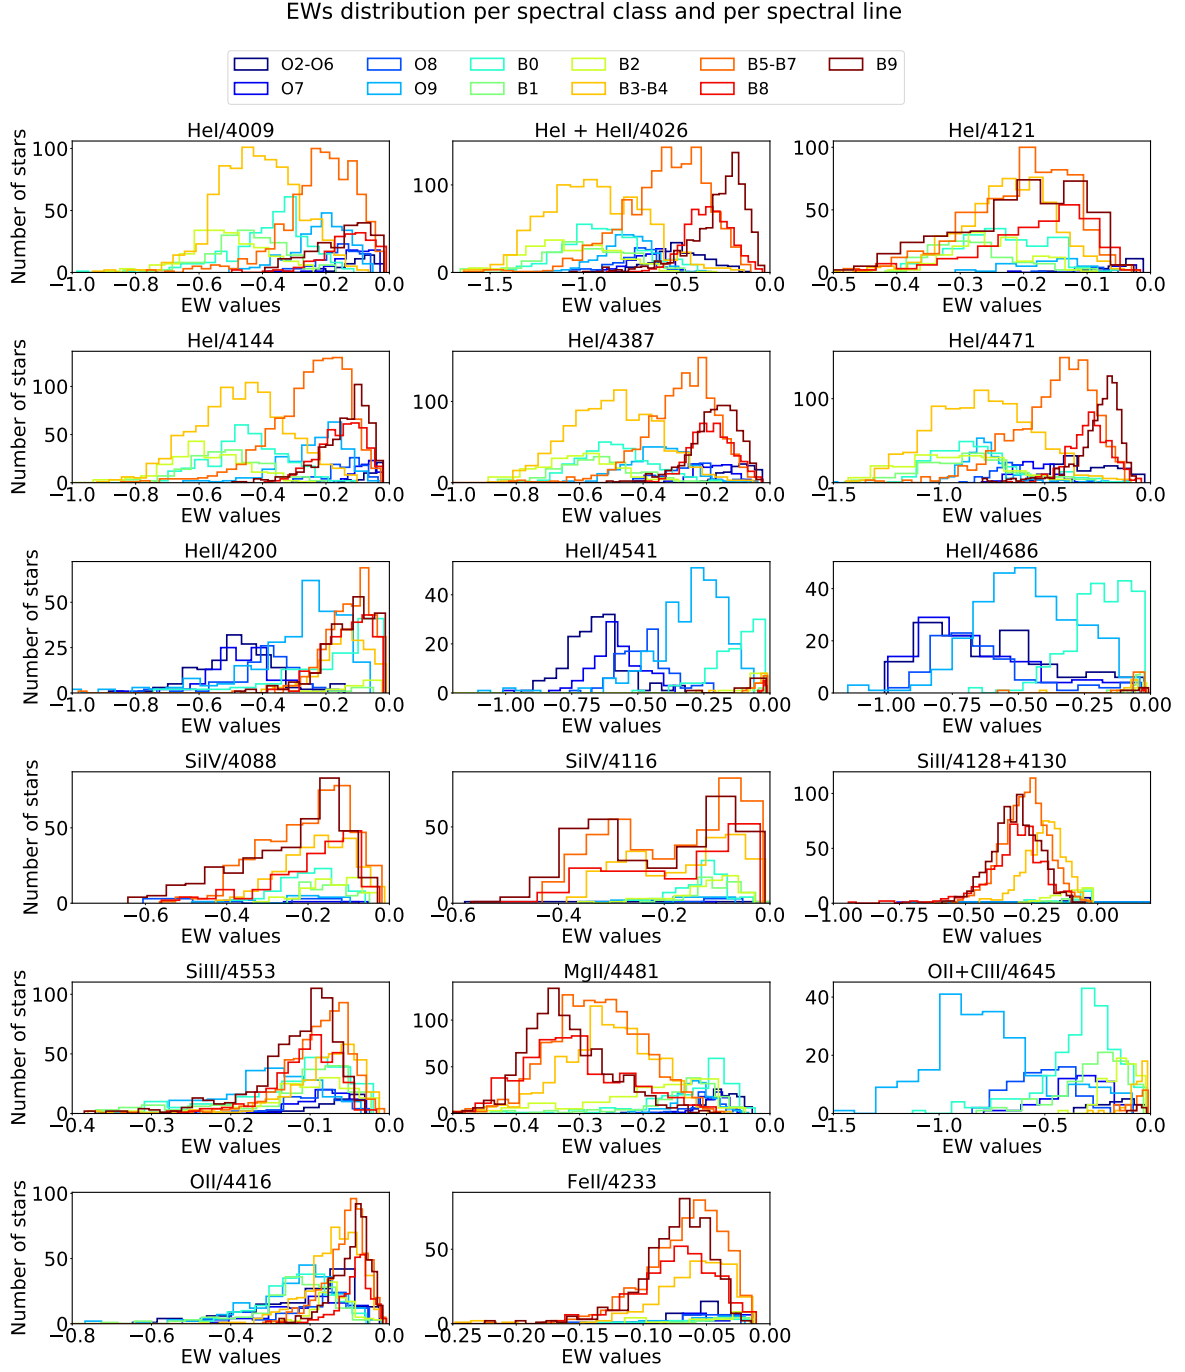 EWs distribution per spectral class and per spectral line
O2-O6 O8 B0 B2 B5-B7 B9
O7 O9 B1 B3-B4 B8
HeI/4009 HeI + HeII/4026 HeI/4121
Number of stars
100 50 0
100 0
100 50 0
−1.0 −0.8 −0.6 −0.4 −0.2 0.0
−1.5 −1.0 −0.5 0.0
−0.5 −0.4 −0.3 −0.2 −0.1 0.0
EW values EW values EW values
HeI/4144 HeI/4387 HeI/4471
Number of stars
100 50 0
100 0
100 0
−1.0 −0.8 −0.6 −0.4 −0.2 0.0
−1.0 −0.8 −0.6 −0.4 −0.2 0.0
−1.5 −1.0 −0.5 0.0
EW values EW values EW values
HeII/4200 HeII/4541 HeII/4686
Number of stars
50 25 0
40 20 0
40 20 0
−1.0 −0.8 −0.6 −0.4 −0.2 0.0
−1.00 −0.75 −0.50 −0.25 0.00
−1.00 −0.75 −0.50 −0.25 0.00
EW values EW values EW values
SiIV/4088 SiIV/4116 SiII/4128+4130
Number of stars
50 0
50 0
100 50 0
−0.6 −0.4 −0.2 0.0
−0.6 −0.4 −0.2 0.0
−1.00 −0.75 −0.50 −0.25 0.00
EW values EW values EW values
SiIII/4553 MgII/4481 OII+CIII/4645
Number of stars
100 50 0
100 50 0
40 20 0
−0.4 −0.3 −0.2 −0.1 0.0
−0.5 −0.4 −0.3 −0.2 −0.1 0.0
−1.5 −1.0 −0.5 0.0
EW values EW values EW values
OII/4416 FeII/4233
Number of stars
100 50 0
50 0
−0.8 −0.6 −0.4 −0.2 0.0
−0.25 −0.20 −0.15 −0.10 −0.05 0.00
EW values EW values